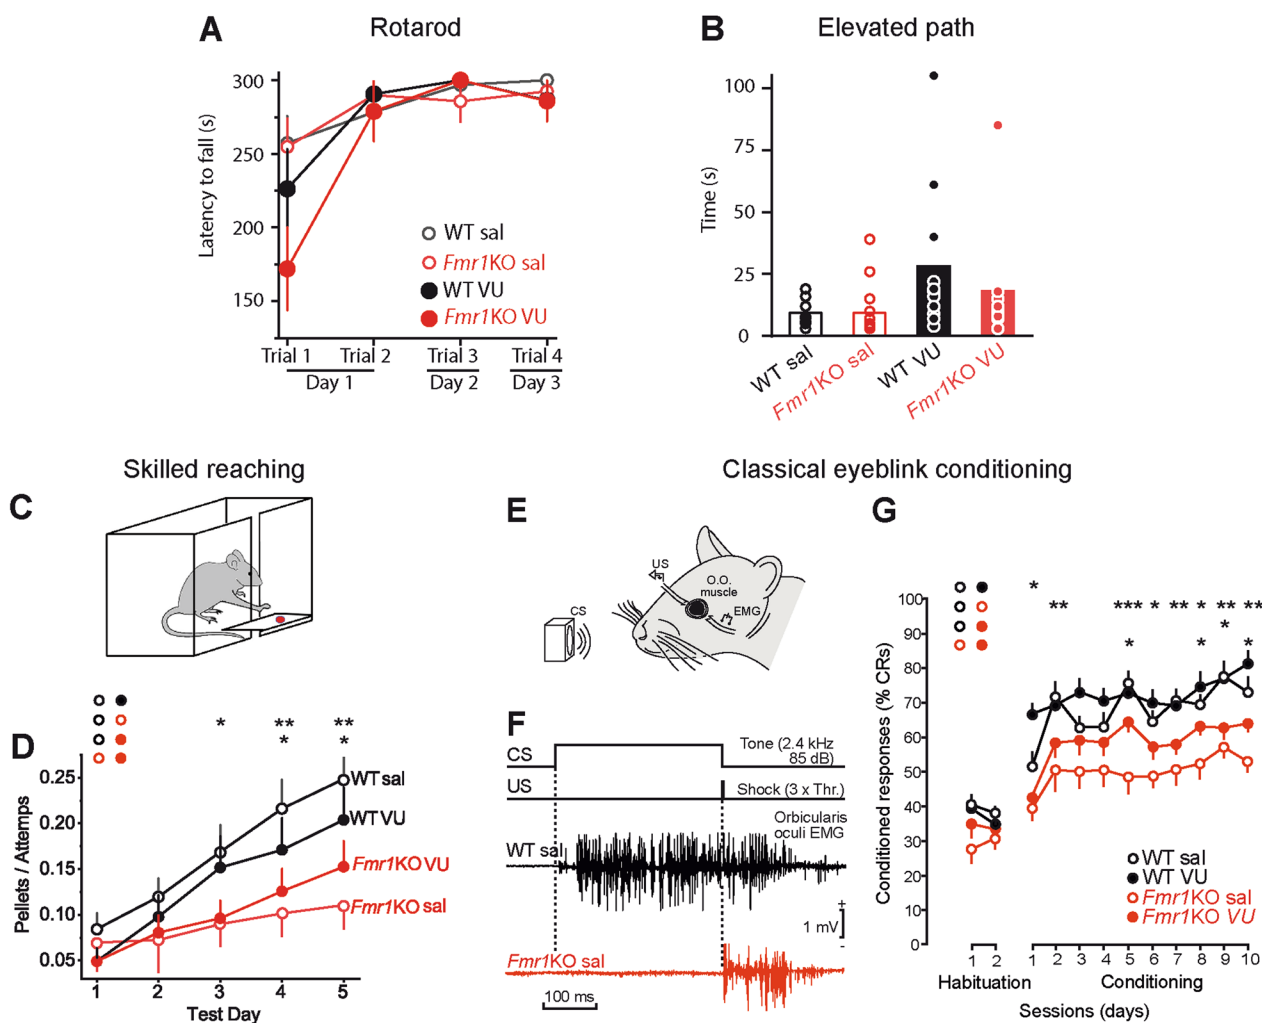 A
Rotarod
Latency to fall (s)
300
250
200
150
WT sal
Fmr1KO sal
WT VU
Fmr1KO VU
Trial 1 Trial 2 Trial 3 Trial 4
Day 1 Day 2 Day 3
B
Elevated path
Time (s)
100
75
50
25
0
WT sal
Fmr1KO sal
WT VU
Fmr1KO VU
Skilled reaching
C
D
* ** **
* *
Pellets / Attemps
0.25
0.20
0.15
0.10
0.05
WT sal
WT VU
Fmr1KO VU
Fmr1KO sal
1 2 3 4 5
Test Day
Classical eyeblink conditioning
E
CS
US
O.O.
muscle
EMG
F
CS
Tone (2.4 kHz
85 dB)
US
Shock (3 x Thr.)
Orbicularis
oculi EMG
WT sal
+
1 mV
-
Fmr1KO sal
100 ms
G
*
** *** * ** * ** **
*
* * *
Conditioned responses (% CRs)
100
90
80
70
60
50
40
30
20
10
0
WT sal
WT VU
Fmr1KO sal
Fmr1KO VU
1 2 1 2 3 4 5 6 7 8 9 10
Habituation Conditioning
Sessions (days)